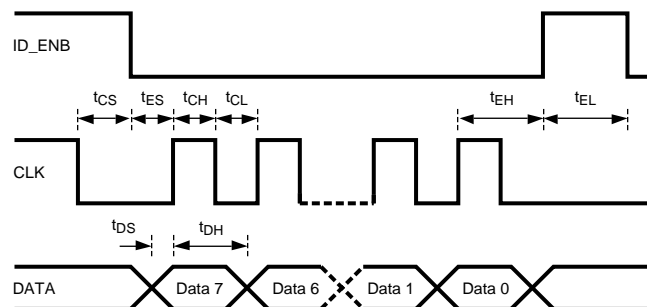 ID_ENB
tCS tES tCH tCL tEH tEL
CLK
tDS tDH
DATA Data 7 Data 6 Data 1 Data 0